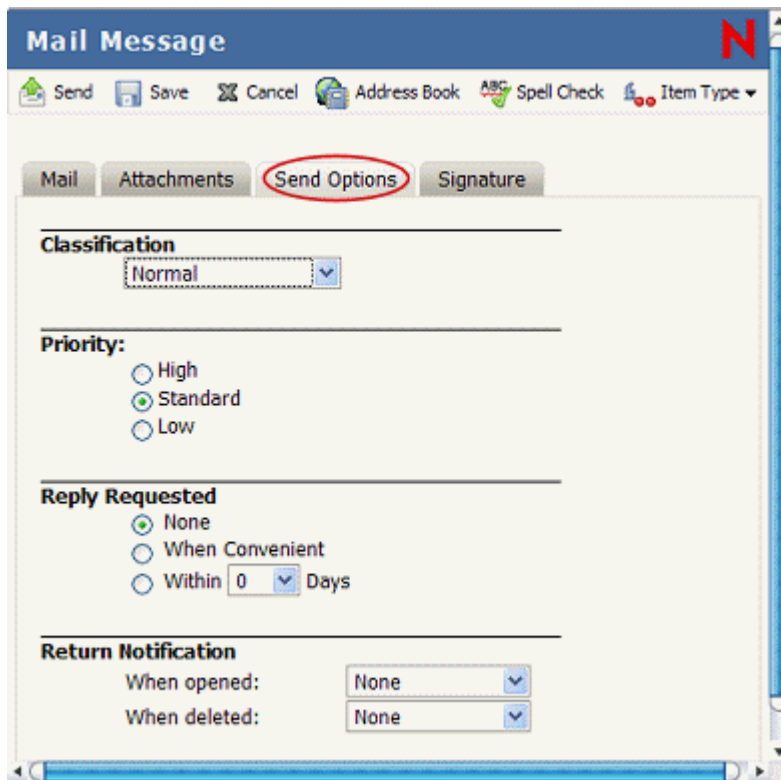 Mail Message N
Send Save Cancel Address Book ABC Spell Check Item Type
Mail Attachments Send Options Signature
Classification
Normal
Priority:
High
Standard
Low
Reply Requested
None
When Convenient
Within 0 Days
Return Notification
When opened: None
When deleted: None